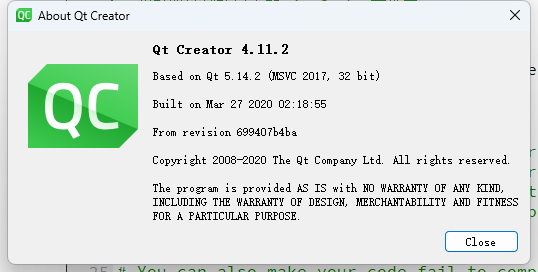 About Qt Creator
QC
Qt Creator 4.11.2
Based on Qt 5.14.2 (MSVC 2017, 32 bit)
Built on Mar 27 2020 02:18:55
From revision 699407b4ba
Copyright 2008-2020 The Qt Company Ltd. All rights reserved.
The program is provided AS IS with NO WARRANTY OF ANY KIND,
INCLUDING THE WARRANTY OF DESIGN, MERCHANTABILITY AND FITNESS
FOR A PARTICULAR PURPOSE.
Close
25 # You can also make your code fail to comp